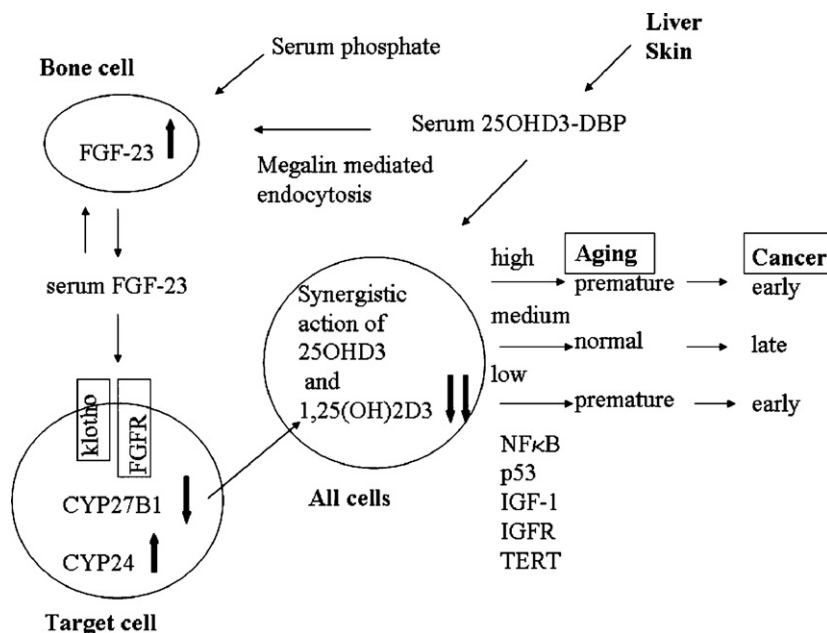 Liver
Skin
Serum phosphate
Bone cell
Serum 25OHD3-DBP
FGF-23
Megalin mediated
endocytosis
serum FGF-23
Synergistic
action of
25OHD3
and
1,25(OH)2D3
All cells
high
Aging
Cancer
premature
early
medium
normal
late
low
premature
early
NFκB
p53
IGF-1
IGFR
TERT
klotho
FGFR
CYP27B1
CYP24
Target cell